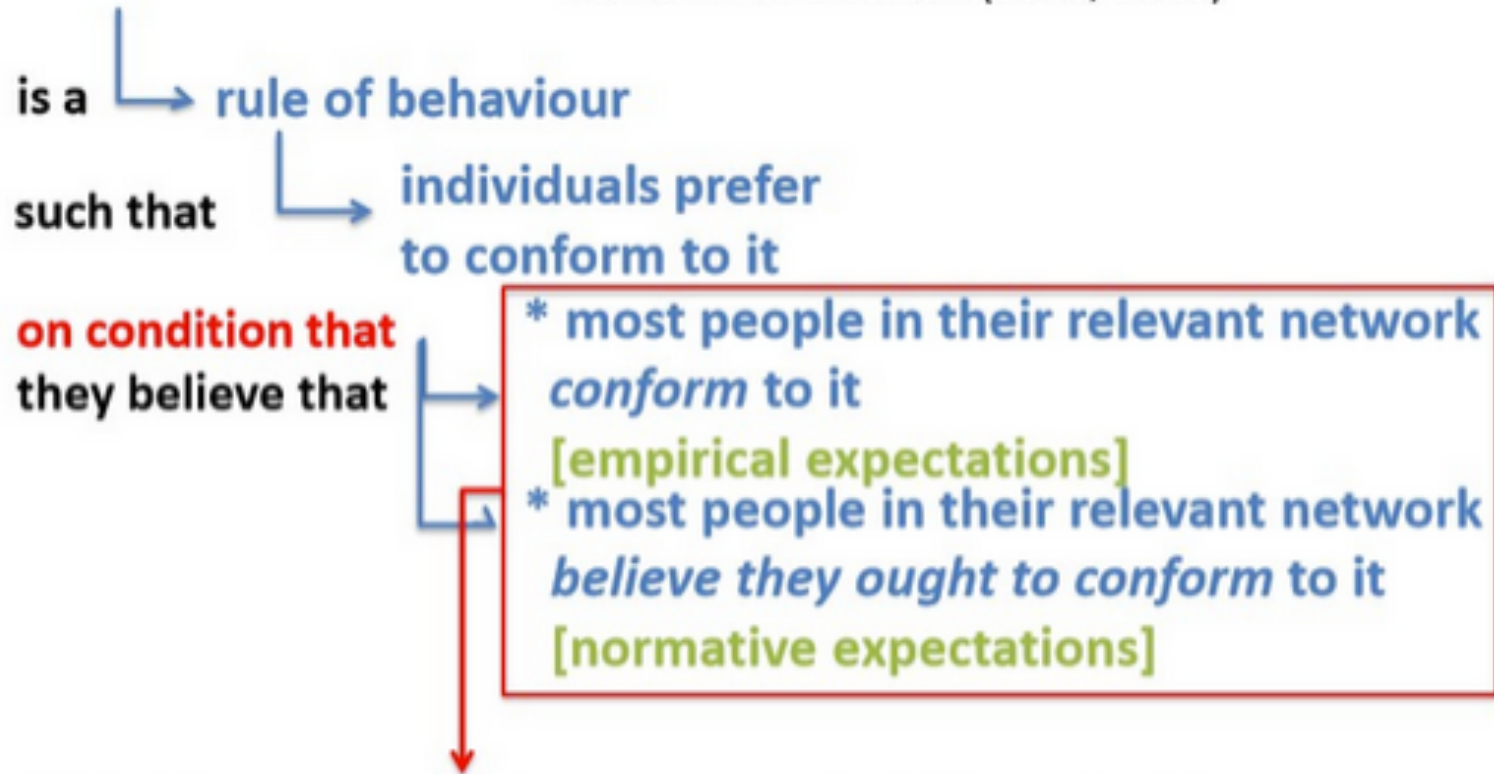 is a rule of behaviour
such that individuals prefer
to conform to it
on condition that
they believe that
* most people in their relevant network
conform to it
[empirical expectations]
* most people in their relevant network
believe they ought to conform to it
[normative expectations]